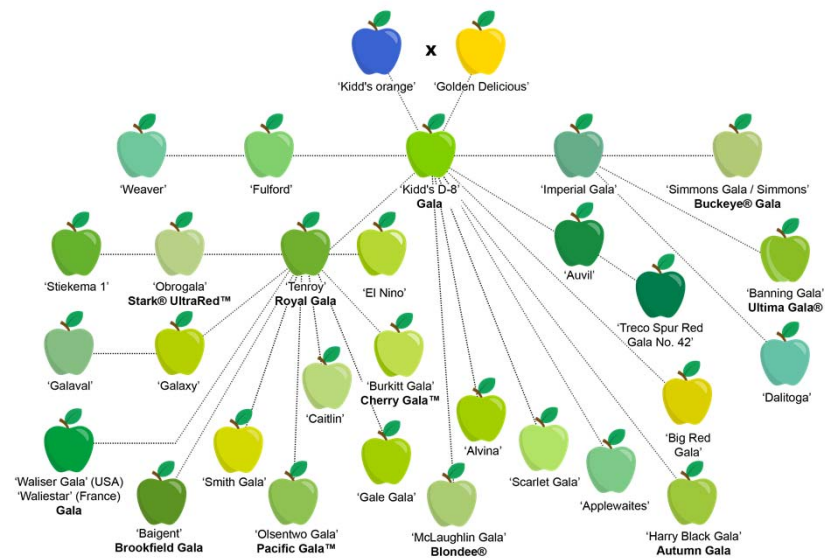 x
'Kidd's orange'
'Golden Delicious'
'Weaver'
'Fulford'
'Kidd's D-8'
Gala
'Imperial Gala'
'Simmons Gala / Simmons'
Buckeye® Gala
'Stiekema 1'
'Obrogala'
Stark® UltraRed™
'Tenroy'
Royal Gala
'El Nino'
'Auvil'
'Treco Spur Red
Gala No. 42'
'Banning Gala'
Ultima Gala®
'Galaval'
'Galaxy'
'Caitlin'
'Burkitt Gala'
Cherry Gala™
'Dalitoga'
'Big Red
Gala'
'Waliser Gala' (USA)
'Waliestar' (France)
Gala
'Baigent'
Brookfield Gala
'Smith Gala'
'Olsentwo Gala'
Pacific Gala™
'Gale Gala'
'Alvina'
'McLaughlin Gala'
Blondee®
'Scarlet Gala'
'Applewaites'
'Harry Black Gala'
Autumn Gala